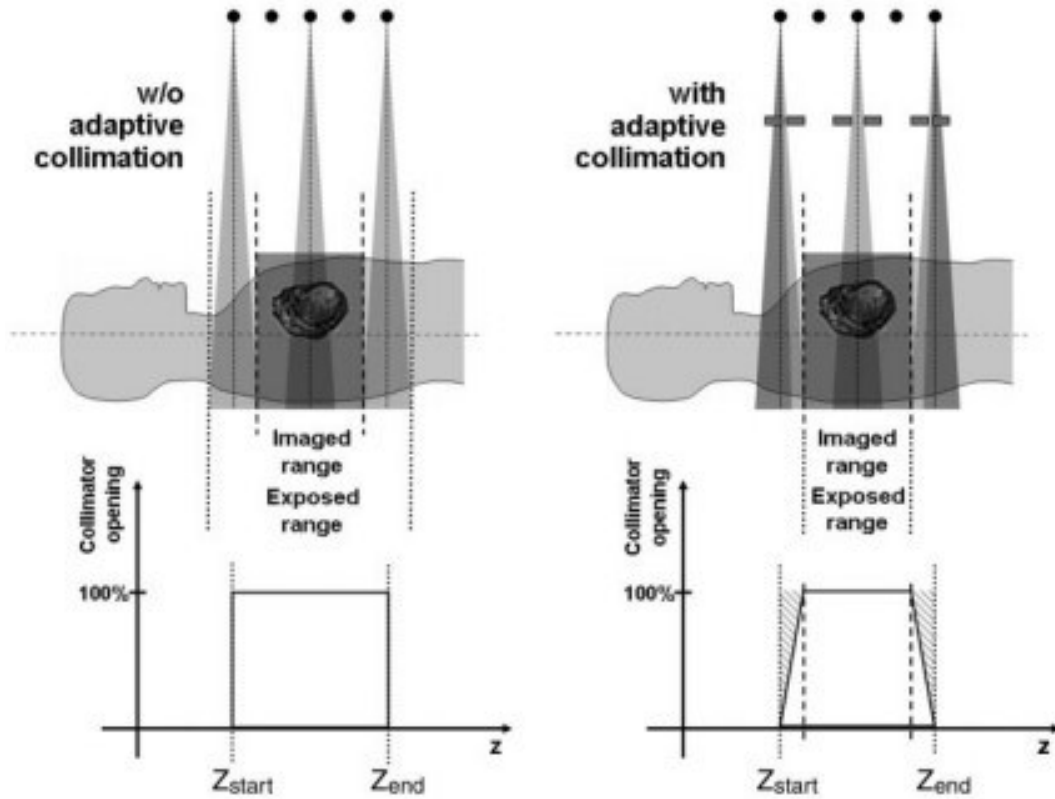 w/o
adaptive
collimation
Imaged
range
Exposed
range
Collimator
opening
100%
z
Zstart
Zend
with
adaptive
collimation
Imaged
range
Exposed
range
Collimator
opening
100%
z
Zstart
Zend